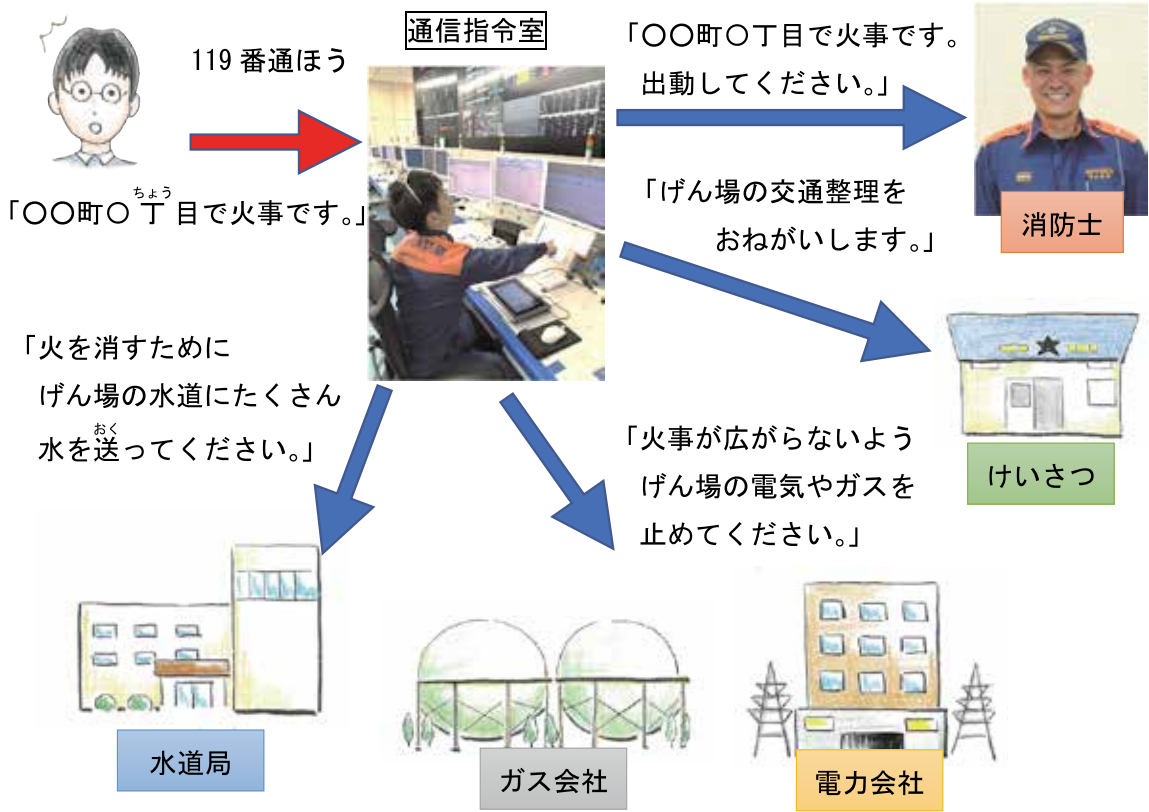 通信指令室
119番通ほう
「〇〇町〇丁目で火事です。」
ちょう
「〇〇町〇丁目で火事です。
出動してください。」
消防士
「げん場の交通整理を
おねがいします。」
けいさつ
「火を消すために
げん場の水道にたくさん
水を送ってください。」
おく
水道局
「火事が広がらないよう
げん場の電気やガスを
止めてください。」
ガス会社
電力会社